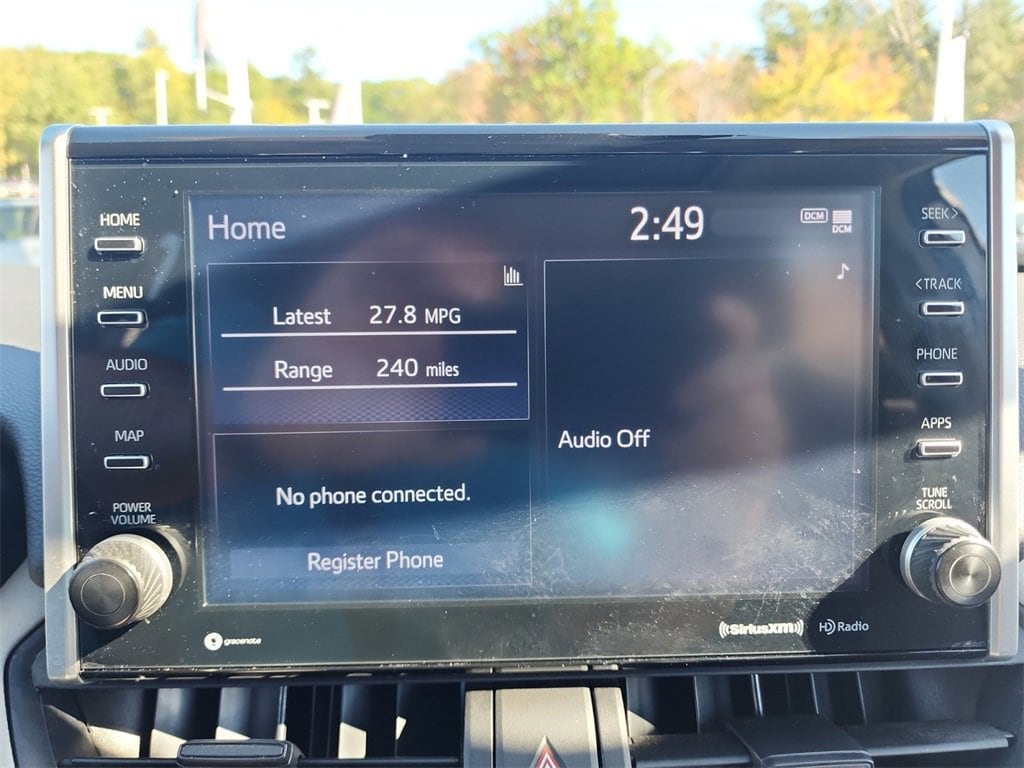 HOME
MENU
AUDIO
MAP
POWER
VOLUME
Home
2:49
DCM
DCM
Latest 27.8 MPG
Range 240 miles
No phone connected.
Register Phone
Audio Off
SEEK >
< TRACK
PHONE
APPS
TUNE
SCROLL
gracenote
SiriusXM
HD Radio